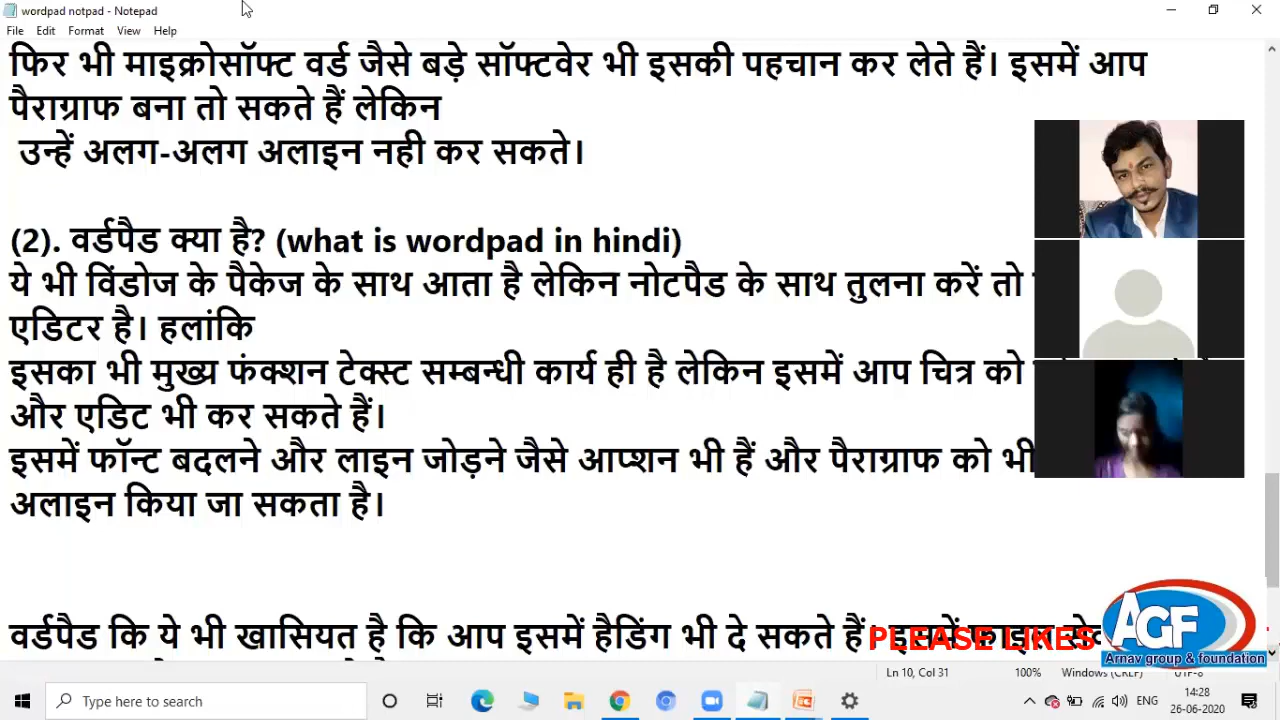 wordpad notpad - Notepad
File Edit Format View Help
फिर भी माइक्रोसॉफ्ट वर्ड जैसे बड़े सॉफ्टवेर भी इसकी पहचान कर लेते हैं। इसमें आप
पैराग्राफ बना तो सकते हैं लेकिन
उन्हें अलग-अलग अलाइन नही कर सकते।
(2). वर्डपैड क्या है? (what is wordpad in hindi)
ये भी विंडोज के पैकेज के साथ आता है लेकिन नोटपैड के साथ तुलना करें तो
एडिटर है। हलांकि
इसका भी मुख्य फंक्शन टेक्स्ट सम्बन्धी कार्य ही है लेकिन इसमें आप चित्र को
और एडिट भी कर सकते हैं।
इसमें फॉन्ट बदलने और लाइन जोड़ने जैसे आप्शन भी हैं और पैराग्राफ को भी
अलाइन किया जा सकता है।
वर्डपैड कि ये भी खासियत है कि आप इसमें हैडिंग भी दे सकते हैं। इसमें फाइल
PLEASE LIKES
AGF
Arnav group & foundation
Ln 10, Col 31 100% Windows (CRLF) UTF-8
Type here to search
ENG
14:28
26-06-2020